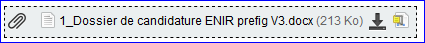 1_Dossier de candidature ENIR prefig V3.docx (213 Ko)